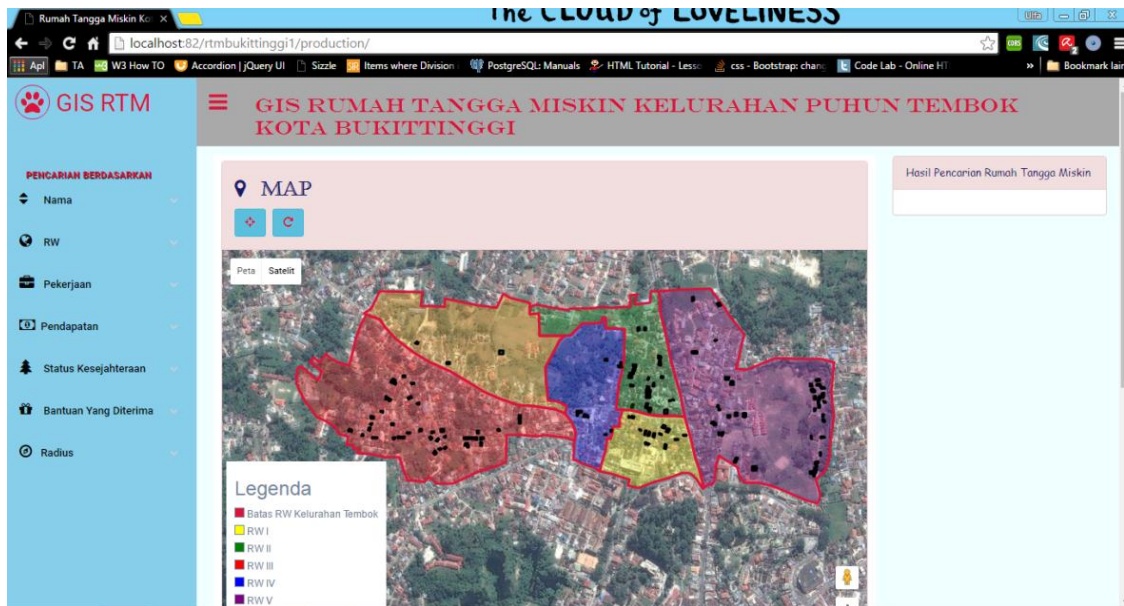 The CLOUD of LOVELINESS
Rumah Tangga Miskin Ko
Ulfa
localhost:82/rtmbukittinggi1/production/
Apl TA W3 How TO Accordion | jQuery UI Sizzle Items where Division PostgreSQL: Manuals HTML Tutorial - Lesso css - Bootstrap: chang Code Lab - Online HT » Bookmark lain
GIS RTM
GIS RUMAH TANGGA MISKIN KELURAHAN PUHUN TEMBOK
KOTA BUKITTINGGI
PENCARIAN BERDASARKAN
Nama
RW
Pekerjaan
Pendapatan
Status Kesejahteraan
Bantuan Yang Diterima
Radius
MAP
Peta Satelit
Legenda
Batas RW Kelurahan Tembok
RW I
RW II
RW III
RW IV
RW V
Hasil Pencarian Rumah Tangga Miskin